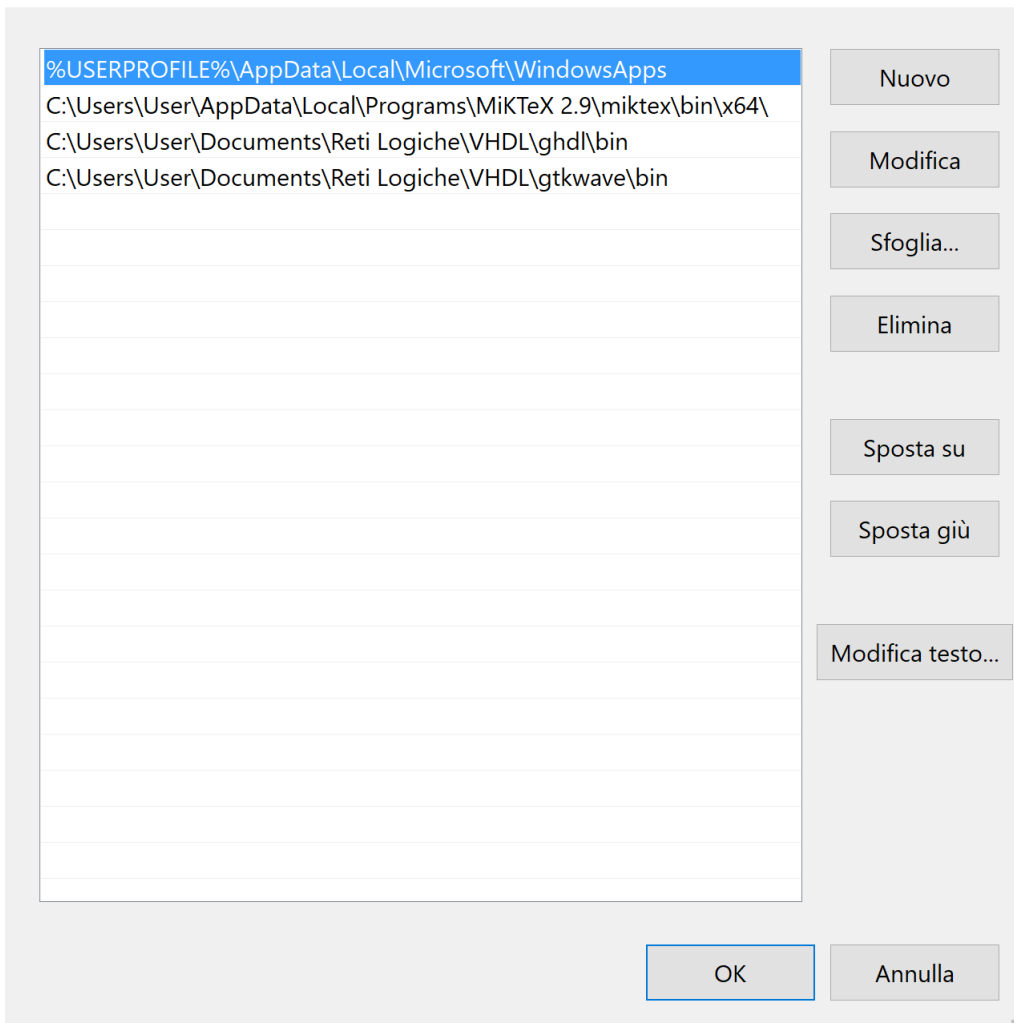 %USERPROFILE%\AppData\Local\Microsoft\WindowsApps
C:\Users\User\AppData\Local\Programs\MiKTeX 2.9\miktex\bin\x64\
C:\Users\User\Documents\Reti Logiche\VHDL\ghdl\bin
C:\Users\User\Documents\Reti Logiche\VHDL\gtkwave\bin
Nuovo
Modifica
Sfoglia...
Elimina
Sposta su
Sposta giù
Modifica testo...
OK
Annulla